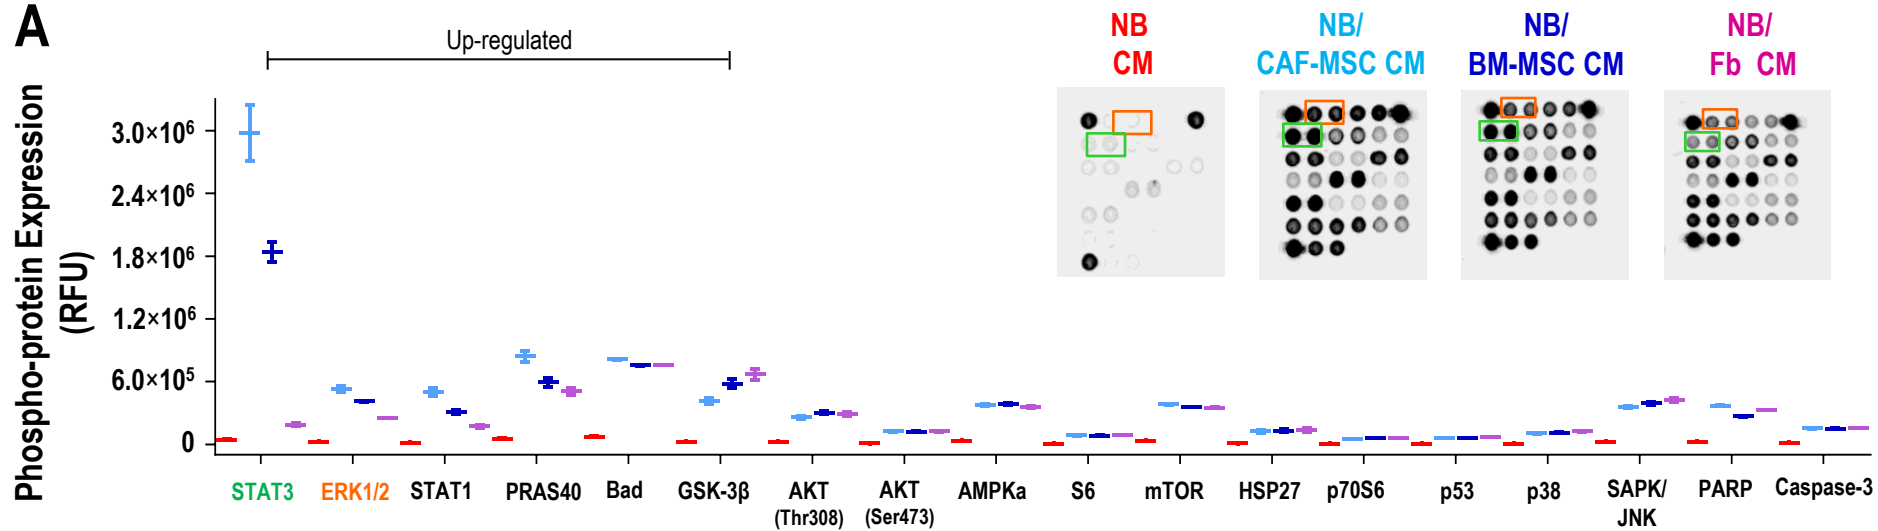 A
Up-regulated
NB
CM
NB/
CAF-MSC CM
NB/
BM-MSC CM
NB/
Fb CM
Phospho-protein Expression
(RFU)
3.0×10⁶
2.4×10⁶
1.8×10⁶
1.2×10⁶
6.0×10⁵
0
STAT3
ERK1/2
STAT1
PRAS40
Bad
GSK-3β
AKT
(Thr308)
AKT
(Ser473)
AMPKa
S6
mTOR
HSP27
p70S6
p53
p38
SAPK/
JNK
PARP
Caspase-3